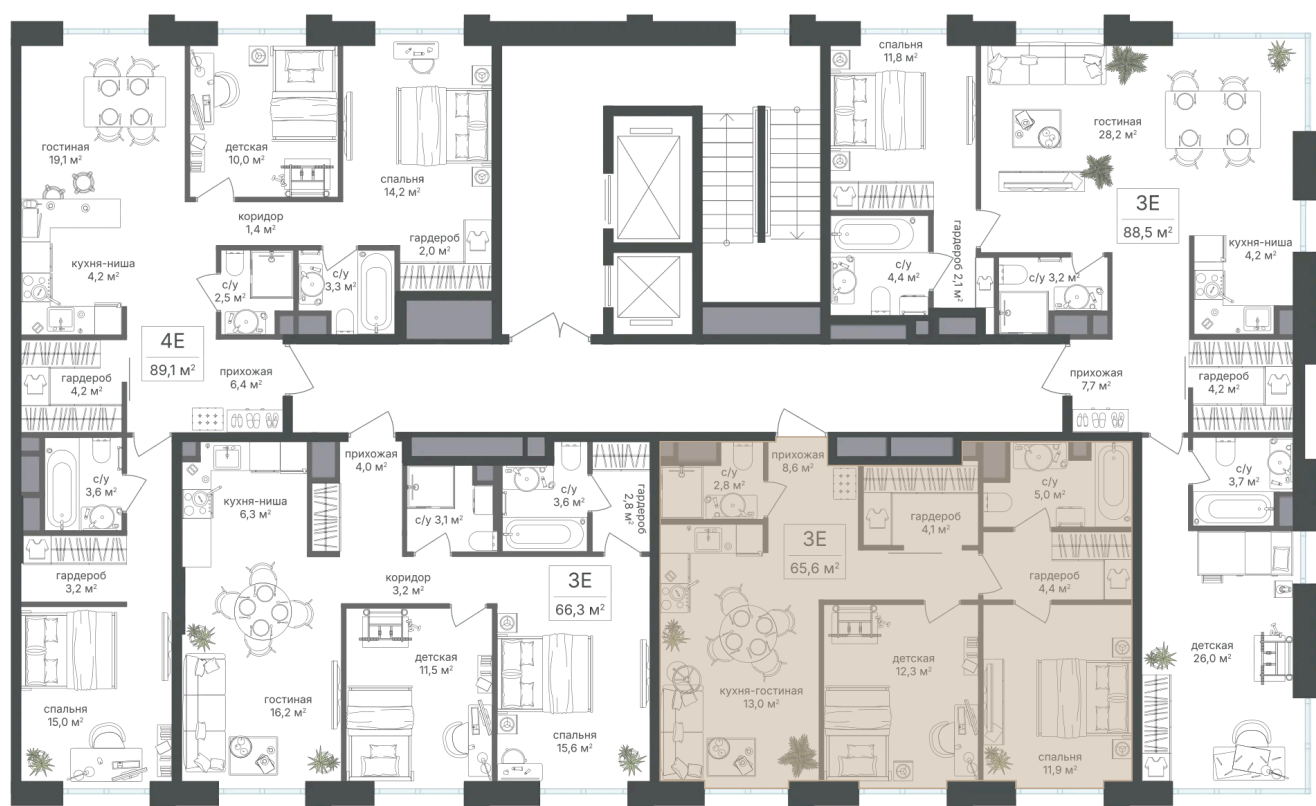 гостиная
19,1 м²
кухня-ниша
4,2 м²
детская
10,0 м²
спальня
14,2 м²
коридор
1,4 м²
гардероб
2,0 м²
с/у
2,5 м²
с/у
3,3 м²
4Е
89,1 м²
гардероб
4,2 м²
прихожая
6,4 м²
с/у
3,6 м²
гардероб
3,2 м²
спальня
15,0 м²
спальня
11,8 м²
гостиная
28,2 м²
3Е
88,5 м²
кухня-ниша
4,2 м²
с/у
4,4 м²
гардероб 2,1 м²
с/у 3,2 м²
прихожая
7,7 м²
гардероб
4,2 м²
с/у
3,7 м²
детская
26,0 м²
кухня-ниша
6,3 м²
прихожая
4,0 м²
с/у 3,1 м²
с/у
3,6 м²
гардероб
2,8 м²
коридор
3,2 м²
3Е
66,3 м²
гостиная
16,2 м²
детская
11,5 м²
спальня
15,6 м²
с/у
2,8 м²
прихожая
8,6 м²
гардероб
4,1 м²
с/у
5,0 м²
3Е
65,6 м²
гардероб
4,4 м²
кухня-гостиная
13,0 м²
детская
12,3 м²
спальня
11,9 м²